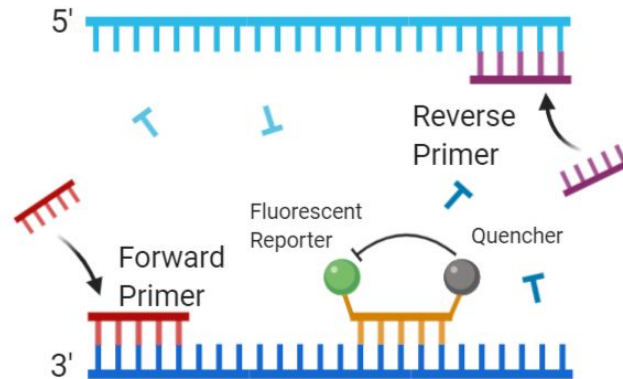 5'
Reverse
Primer
Fluorescent
Reporter
Quencher
Forward
Primer
3'